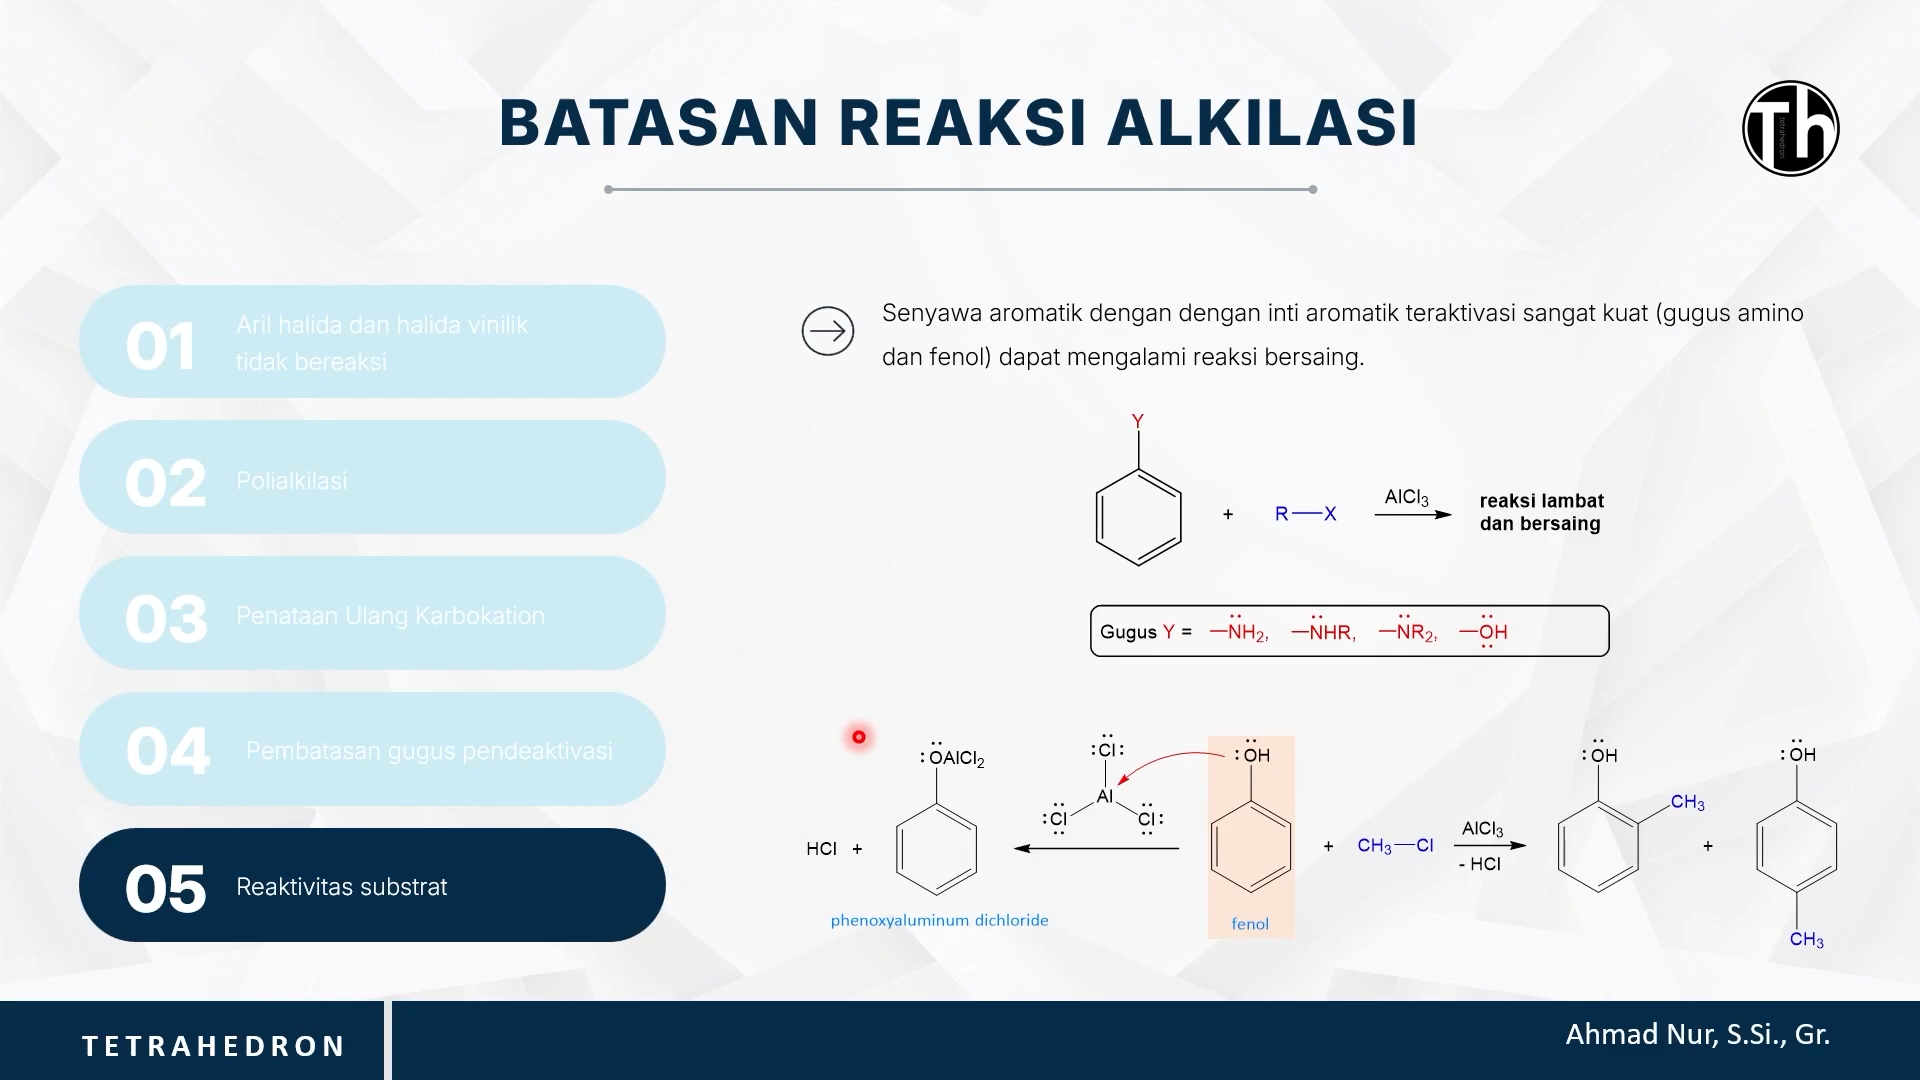 BATASAN REAKSI ALKILASI
Th
tetrahedron
01
Aril halida dan halida vinilik
tidak bereaksi
02
Polialkilasi
03
Penataan Ulang Karbokation
04
Pembatasan gugus pendeaktivasi
05
Reaktivitas substrat
Senyawa aromatik dengan dengan inti aromatik teraktivasi sangat kuat (gugus amino
dan fenol) dapat mengalami reaksi bersaing.
Y
+ R—X AlCl3 reaksi lambat
dan bersaing
Gugus Y = —NH2, —NHR, —NR2, —OH
HCl + :OAlCl2
phenoxyaluminum dichloride
:Cl:
Al
:Cl Cl:
:OH
fenol
+ CH3—Cl
AlCl3
- HCl
:OH
CH3
+
:OH
CH3
TETRAHEDRON
Ahmad Nur, S.Si., Gr.